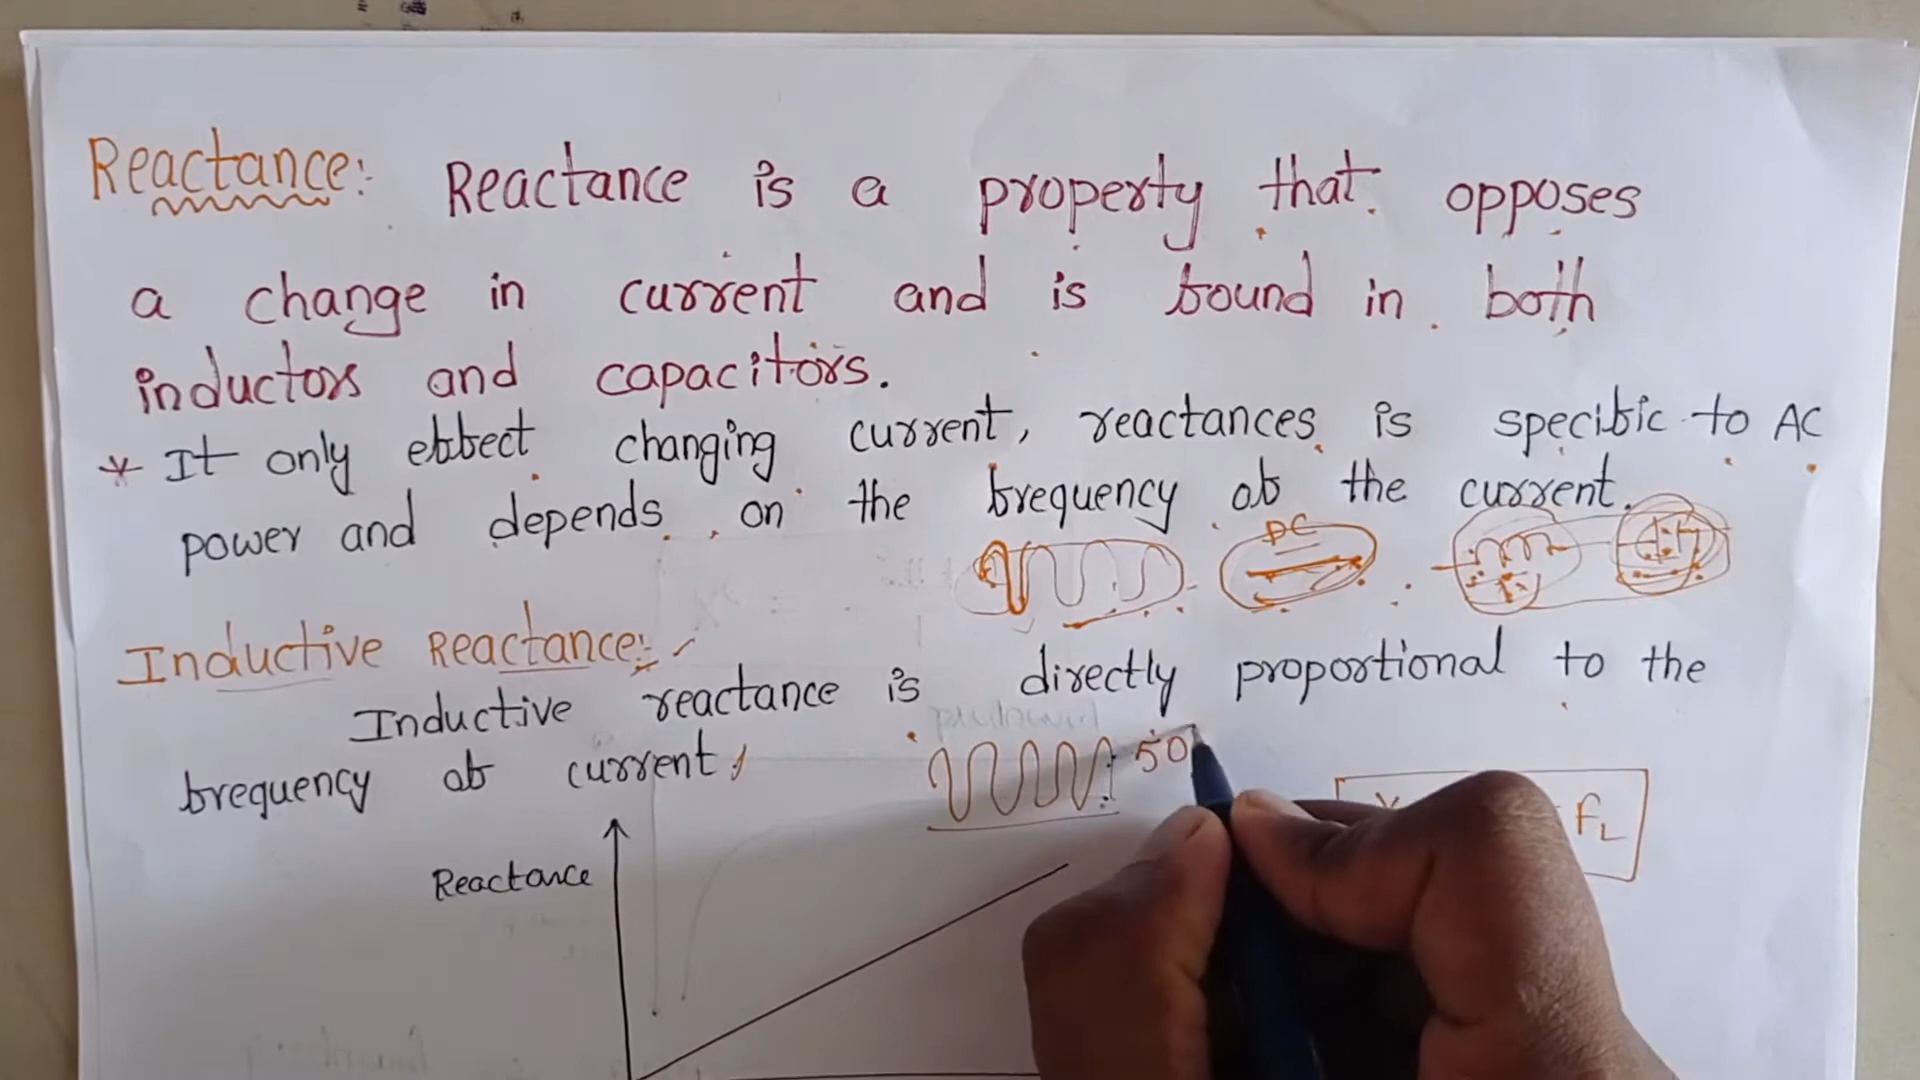 Reactance: Reactance is a property that opposes
a change in current and is found in both
inductors and capacitors.
* It only effect changing current, reactances is specific to AC
power and depends on the frequency of the current.
DC
Inductive Reactance:-
Inductive reactance is directly proportional to the
frequency of current,
50
fL
Reactance